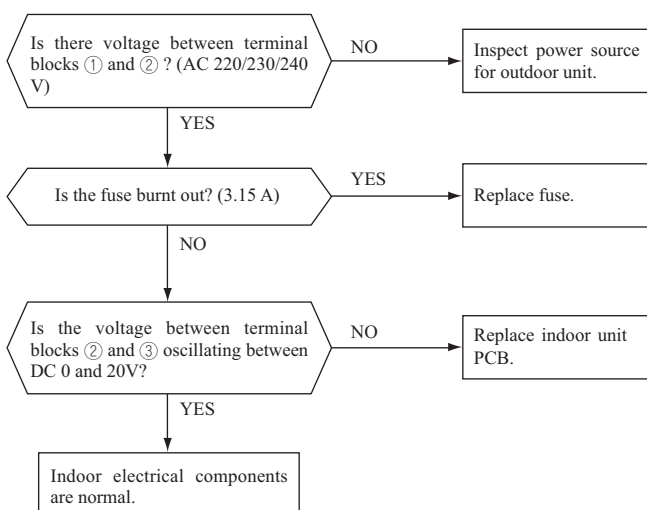 Is there voltage between terminal
blocks ① and ② ? (AC 220/230/240
V)
NO
Inspect power source
for outdoor unit.
YES
Is the fuse burnt out? (3.15 A)
YES
Replace fuse.
NO
Is the voltage between terminal
blocks ② and ③ oscillating between
DC 0 and 20V?
NO
Replace indoor unit
PCB.
YES
Indoor electrical components
are normal.